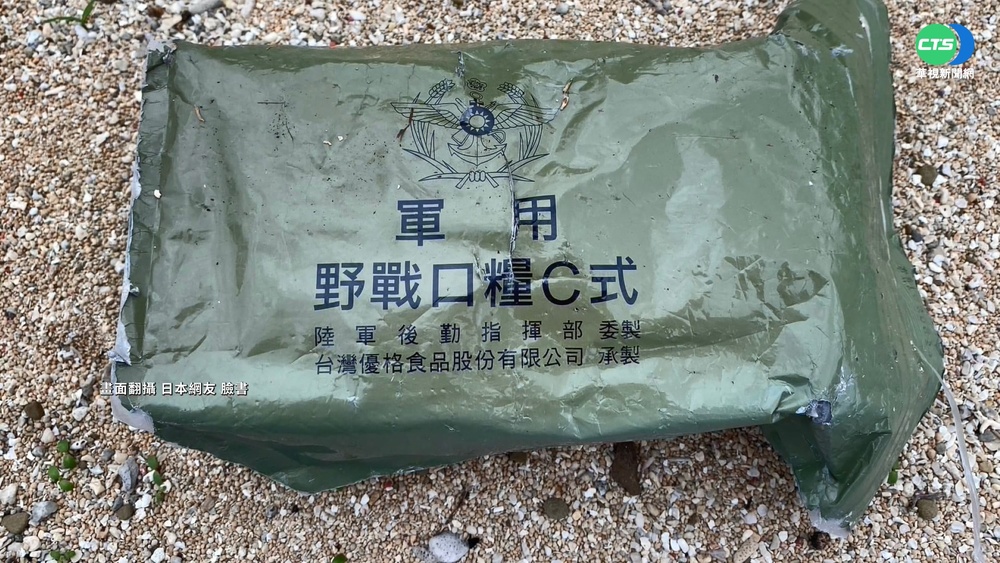 CTS
華視新聞網
軍用
野戰口糧C式
陸軍後勤指揮部 委製
台灣優格食品股份有限公司 承製
畫面翻攝 日本網友 臉書